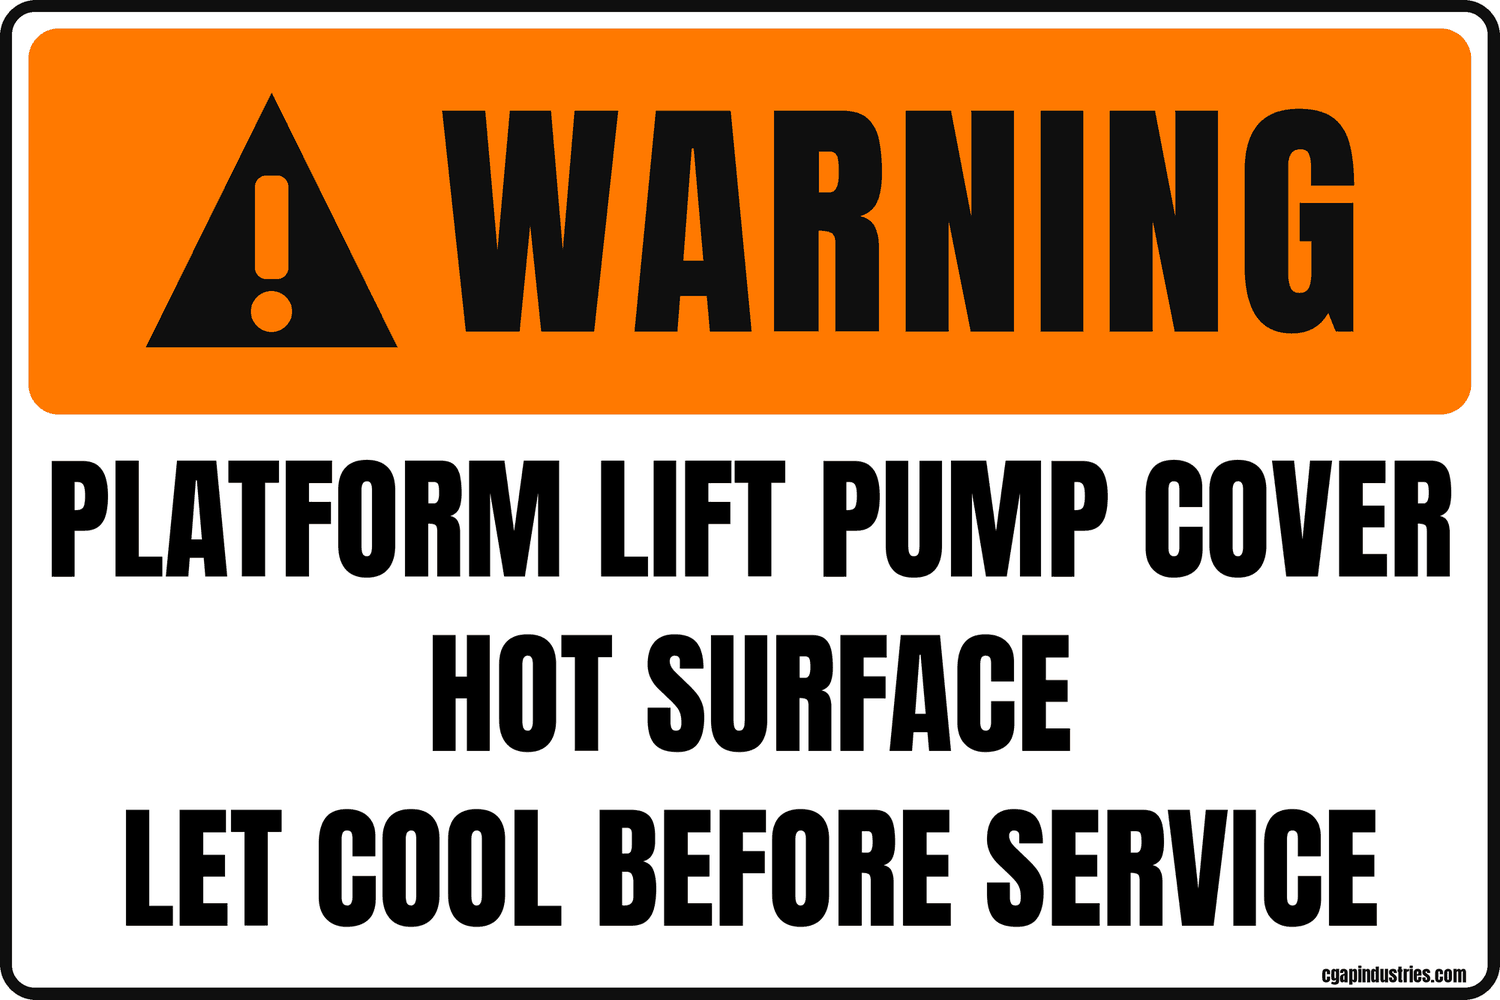 WARNING
PLATFORM LIFT PUMP COVER
HOT SURFACE
LET COOL BEFORE SERVICE
cgapindustries.com